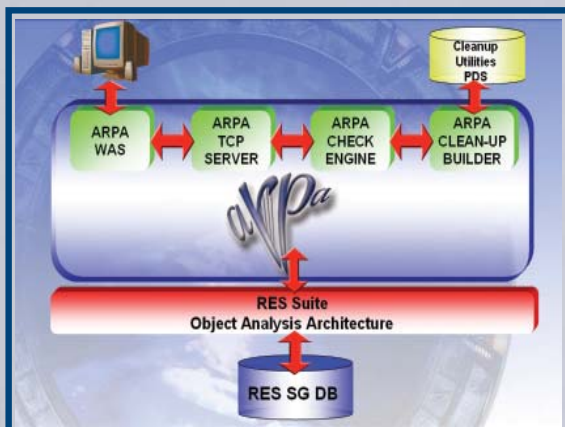 Cleanup
Utilities
PDS
ARPA
WAS
ARPA
TCP
SERVER
ARPA
CHECK
ENGINE
ARPA
CLEAN-UP
BUILDER
arpa
RES Suite
Object Analysis Architecture
RES SG DB